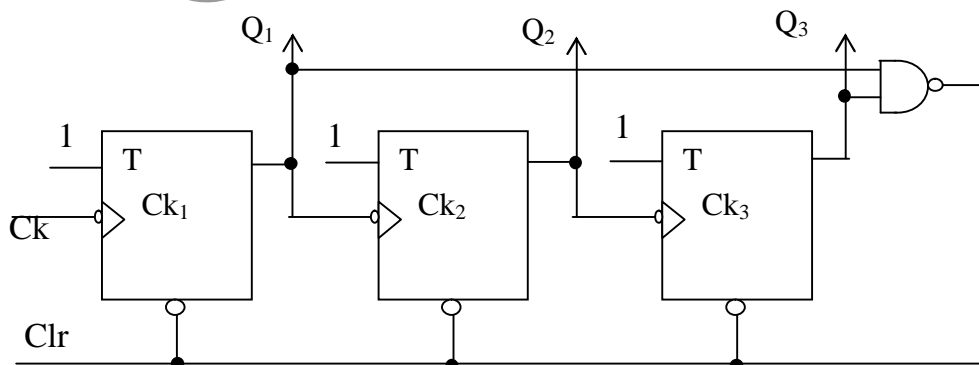 Q₁ Q₂ Q₃
1 1 1
T T T
Ck₁ Ck₂ Ck₃
Ck
Clr